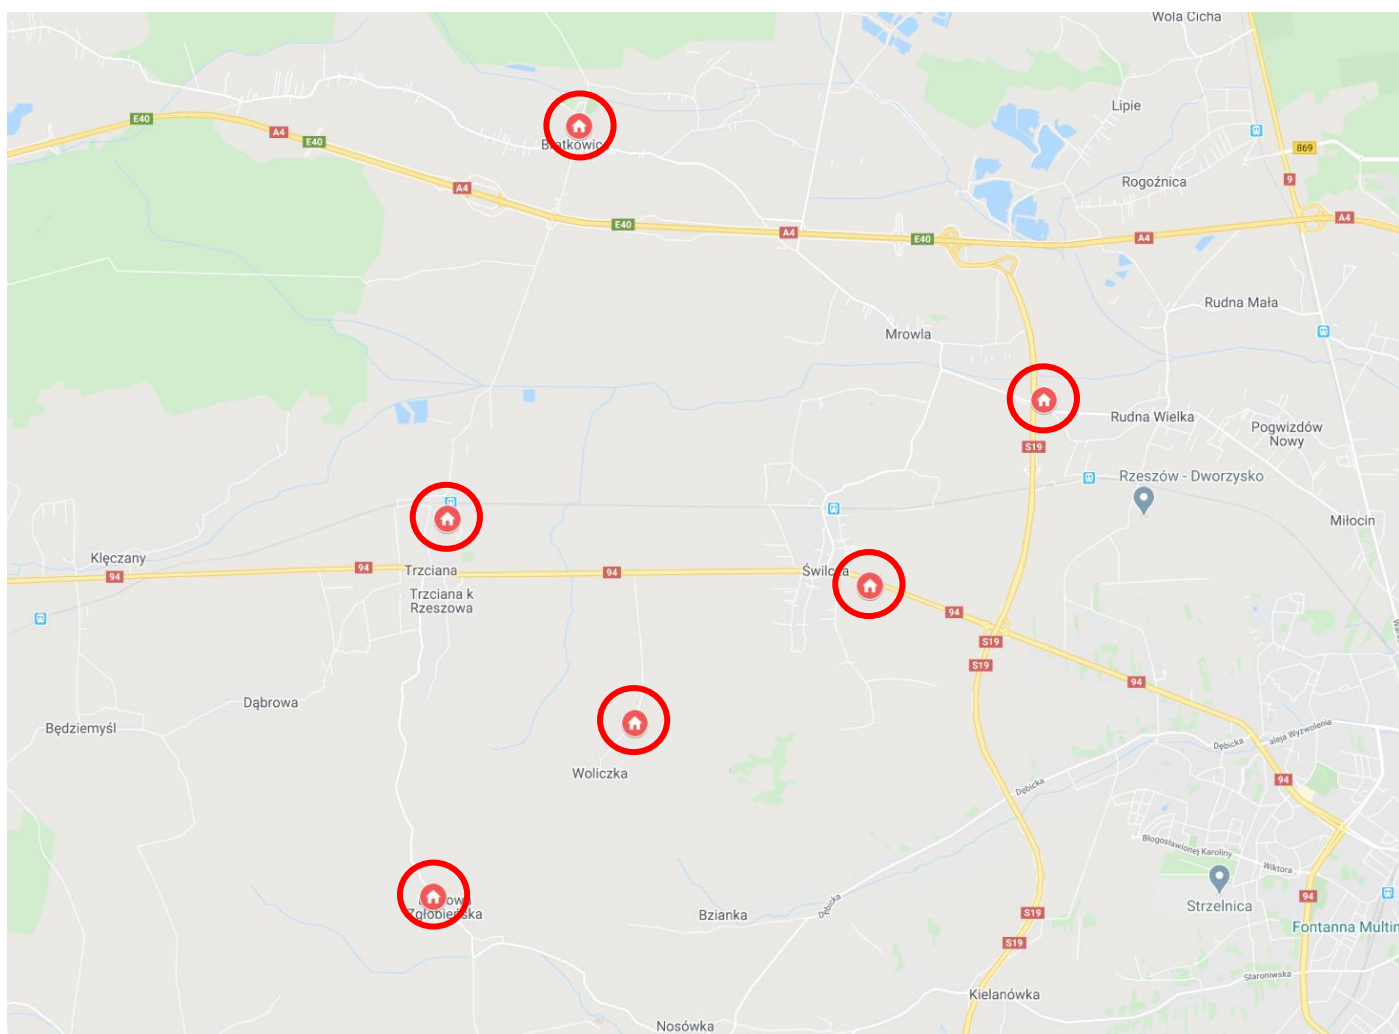 Wola Cicha
Lipie
E40
A4
E40
869
Rogoźnica
9
A4
E40
A4
E40
A4
A4
Rudna Mała
Mrowla
Rudna Wielka
Pogwizdów
Nowy
S19
Rzeszów - Dworzysko
Miłocin
Klęczany
94
94
Trzciana
94
Trzciana k
Rzeszowa
94
S19
S19
94
Dąbrowa
Będziemyśl
aleja Wyzwolenia
Dębicka
Woliczka
94
Dębicka
Błogosławionej Karoliny
Wiktora
94
Zgłobieńska
Dębicka
Strzelnica
Bzianka
S19
Fontanna Multim
S19
Staroniwska
Kielanówka
Nosówka